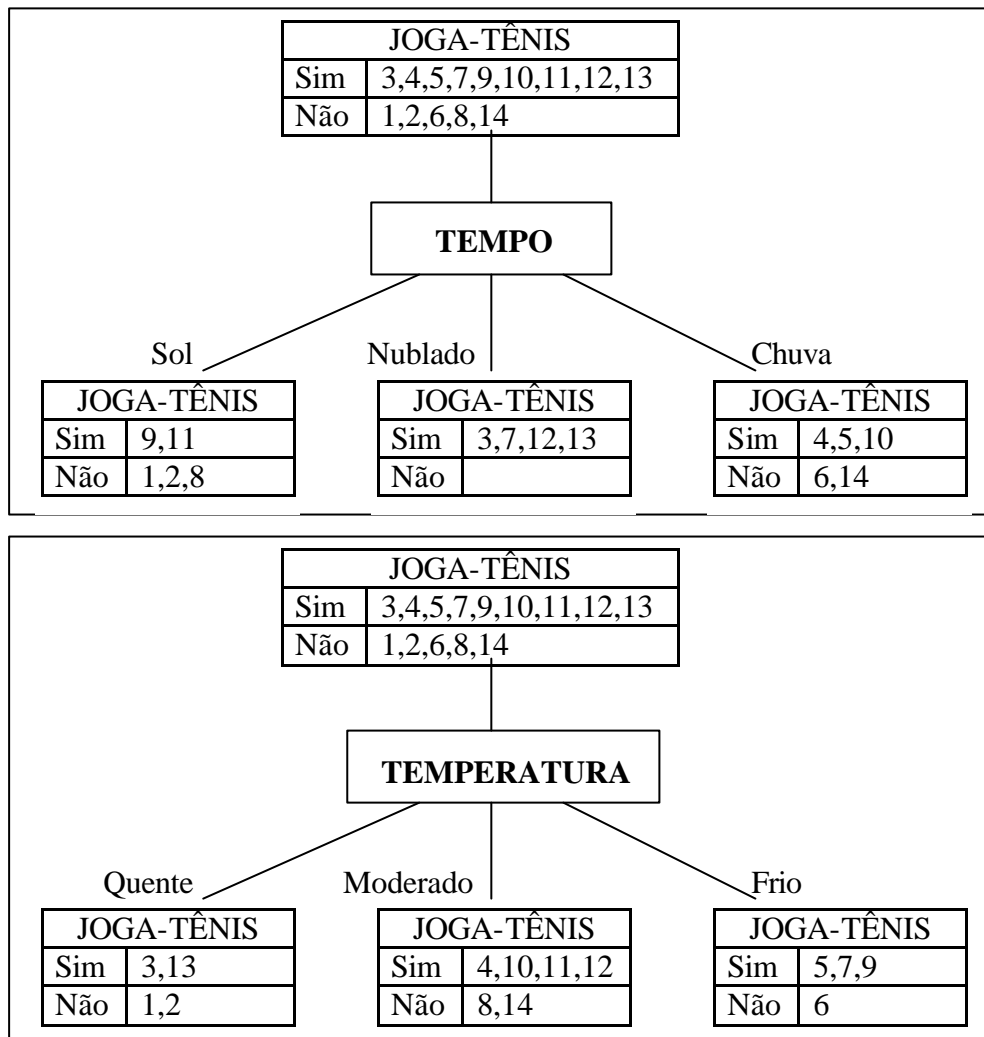 JOGA-TÊNIS
Sim 3,4,5,7,9,10,11,12,13
Não 1,2,6,8,14
TEMPO
Sol Nublado Chuva
JOGA-TÊNIS JOGA-TÊNIS JOGA-TÊNIS
Sim 9,11 Sim 3,7,12,13 Sim 4,5,10
Não 1,2,8 Não Não 6,14
JOGA-TÊNIS
Sim 3,4,5,7,9,10,11,12,13
Não 1,2,6,8,14
TEMPERATURA
Quente Moderado Frio
JOGA-TÊNIS JOGA-TÊNIS JOGA-TÊNIS
Sim 3,13 Sim 4,10,11,12 Sim 5,7,9
Não 1,2 Não 8,14 Não 6